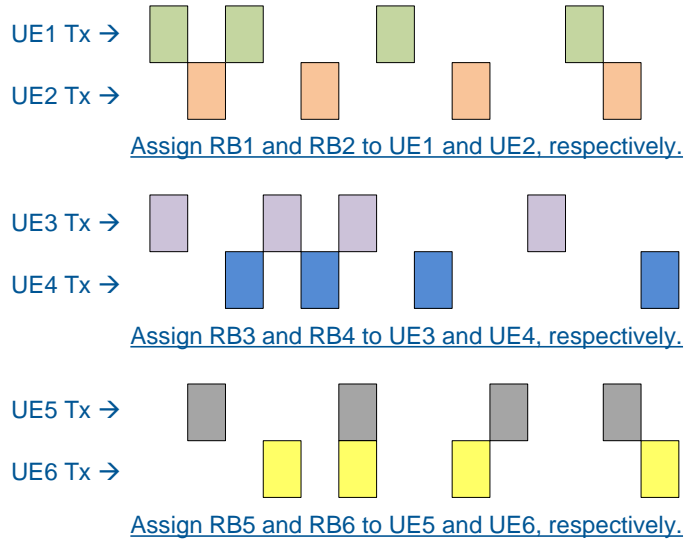 UE1 Tx →
UE2 Tx →
Assign RB1 and RB2 to UE1 and UE2, respectively.
UE3 Tx →
UE4 Tx →
Assign RB3 and RB4 to UE3 and UE4, respectively.
UE5 Tx →
UE6 Tx →
Assign RB5 and RB6 to UE5 and UE6, respectively.